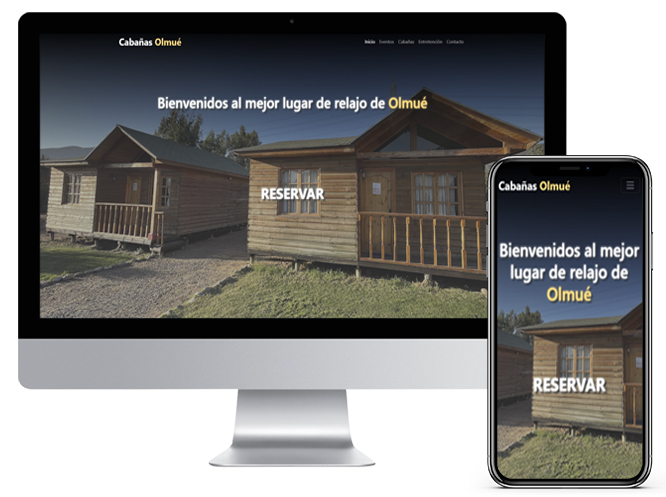 Cabañas Olmué
Inicio Eventos Cabañas Entretención Contacto
Bienvenidos al mejor lugar de relajo de Olmué
RESERVAR
Cabañas Olmué
Bienvenidos al mejor
lugar de relajo de
Olmué
RESERVAR